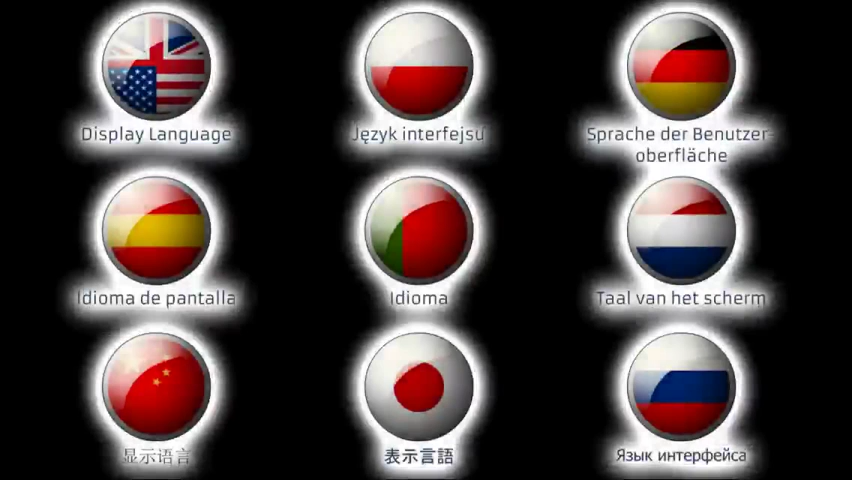 Display Language
Język interfejsu
Sprache der Benutzer-
oberfläche
Idioma de pantalla
Idioma
Taal van het scherm
显示语言
表示言語
Язык интерфейса